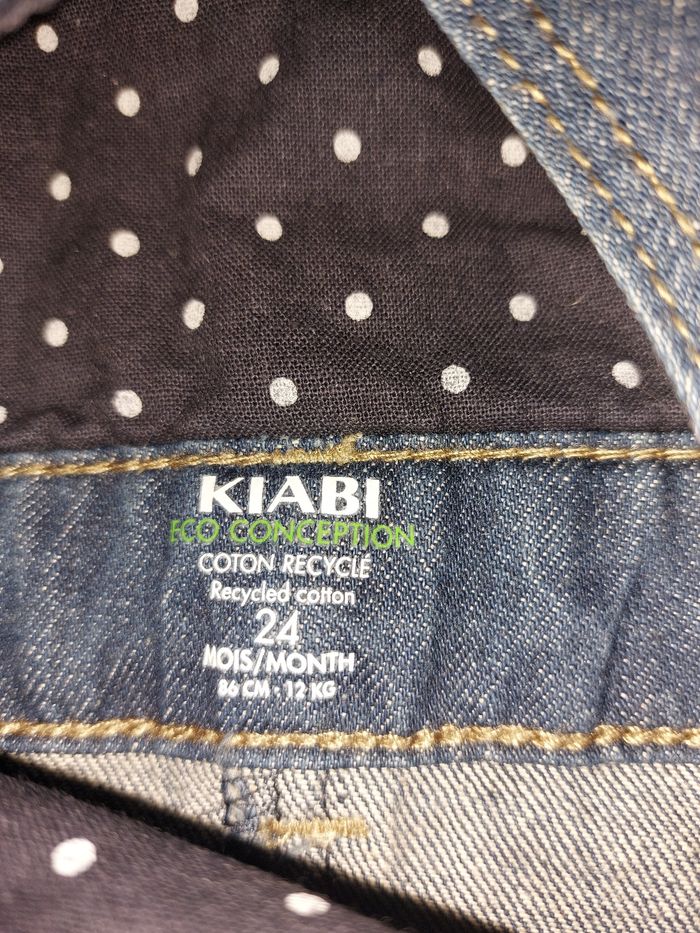 KIABI
ECO CONCEPTION
COTON RECYCLE
Recycled cotton
24
MOIS/MONTH
86 CM · 12 KG